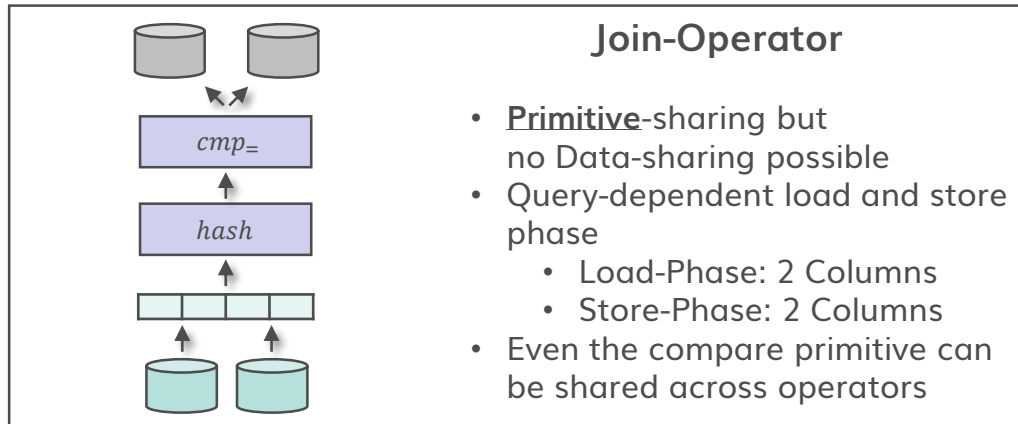 Join-Operator
cmp₌
hash
• Primitive-sharing but
no Data-sharing possible
• Query-dependent load and store
phase
• Load-Phase: 2 Columns
• Store-Phase: 2 Columns
• Even the compare primitive can
be shared across operators